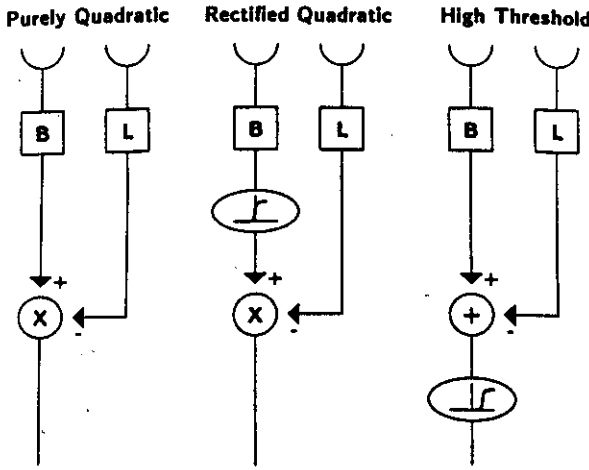 Purely Quadratic Rectified Quadratic High Threshold
B L B L B L
+ + +
X - X - + -